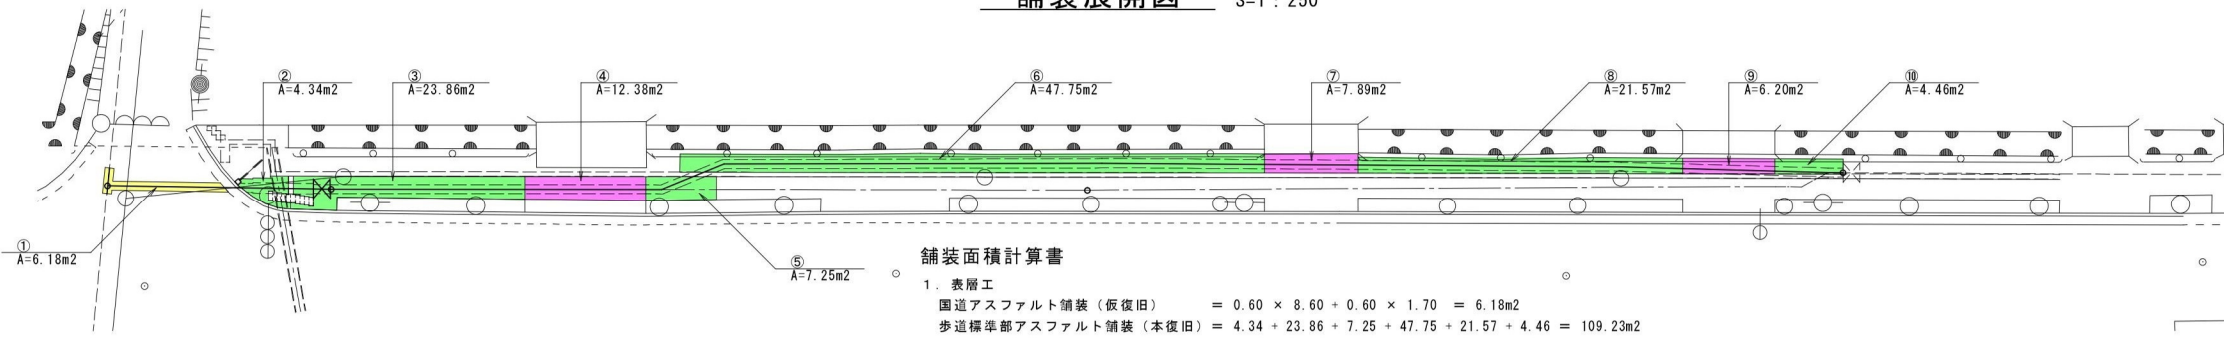 舗装展開図 S=1:250
② A=4.34m2
③ A=23.86m2
④ A=12.38m2
⑥ A=47.75m2
⑦ A=7.89m2
⑧ A=21.57m2
⑨ A=6.20m2
⑩ A=4.46m2
① A=6.18m2
⑤ A=7.25m2
舗装面積計算書
1. 表層工
国道アスファルト舗装(仮復旧) = 0.60 × 8.60 + 0.60 × 1.70 = 6.18m2
歩道標準部アスファルト舗装(本復旧) = 4.34 + 23.86 + 7.25 + 47.75 + 21.57 + 4.46 = 109.23m2